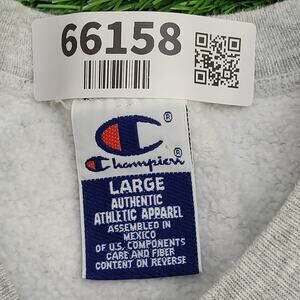 66158
Champion
LARGE
AUTHENTIC
ATHLETIC APPAREL
ASSEMBLED IN
MEXICO
OF U.S. COMPONENTS
CARE AND FIBER
CONTENT ON REVERSE